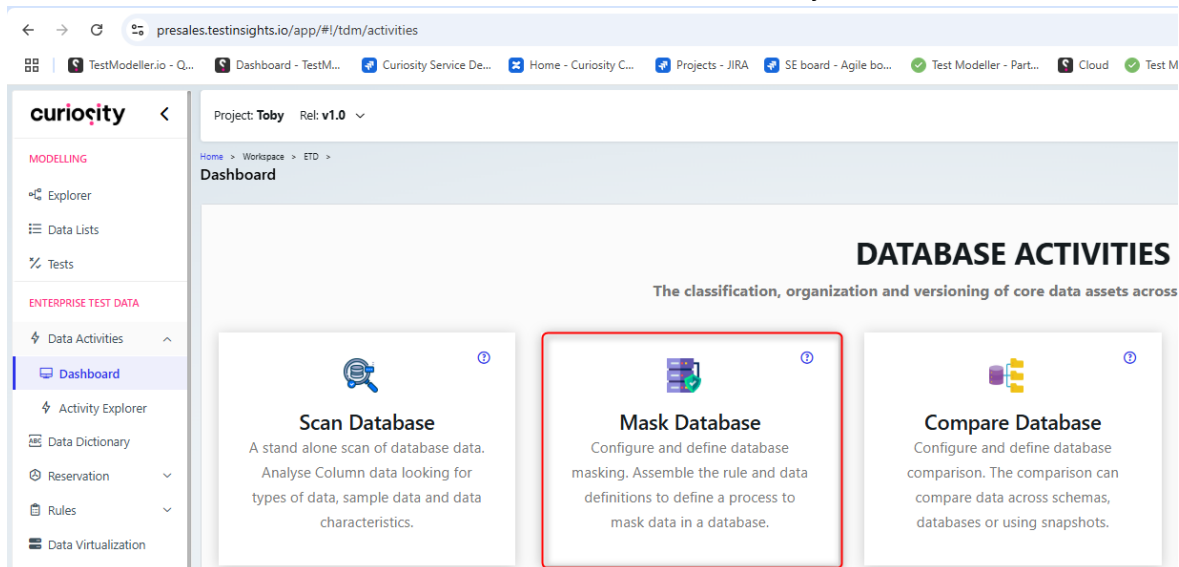 presales.testinsights.io/app/#!/tdm/activities
TestModeller.io - Q... Dashboard - TestM... Curiosity Service De... Home - Curiosity C... Projects - JIRA SE board - Agile bo... Test Modeller - Part... Cloud Test M
curiosity
Project: Toby Rel: v1.0
MODELLING
Home > Workspace > ETD >
Dashboard
Explorer
Data Lists
Tests
DATABASE ACTIVITIES
The classification, organization and versioning of core data assets across
ENTERPRISE TEST DATA
Data Activities
Dashboard
Activity Explorer
ABC Data Dictionary
Reservation
Rules
Data Virtualization
Scan Database
A stand alone scan of database data.
Analyse Column data looking for
types of data, sample data and data
characteristics.
Mask Database
Configure and define database
masking. Assemble the rule and data
definitions to define a process to
mask data in a database.
Compare Database
Configure and define database
comparison. The comparison can
compare data across schemas,
databases or using snapshots.